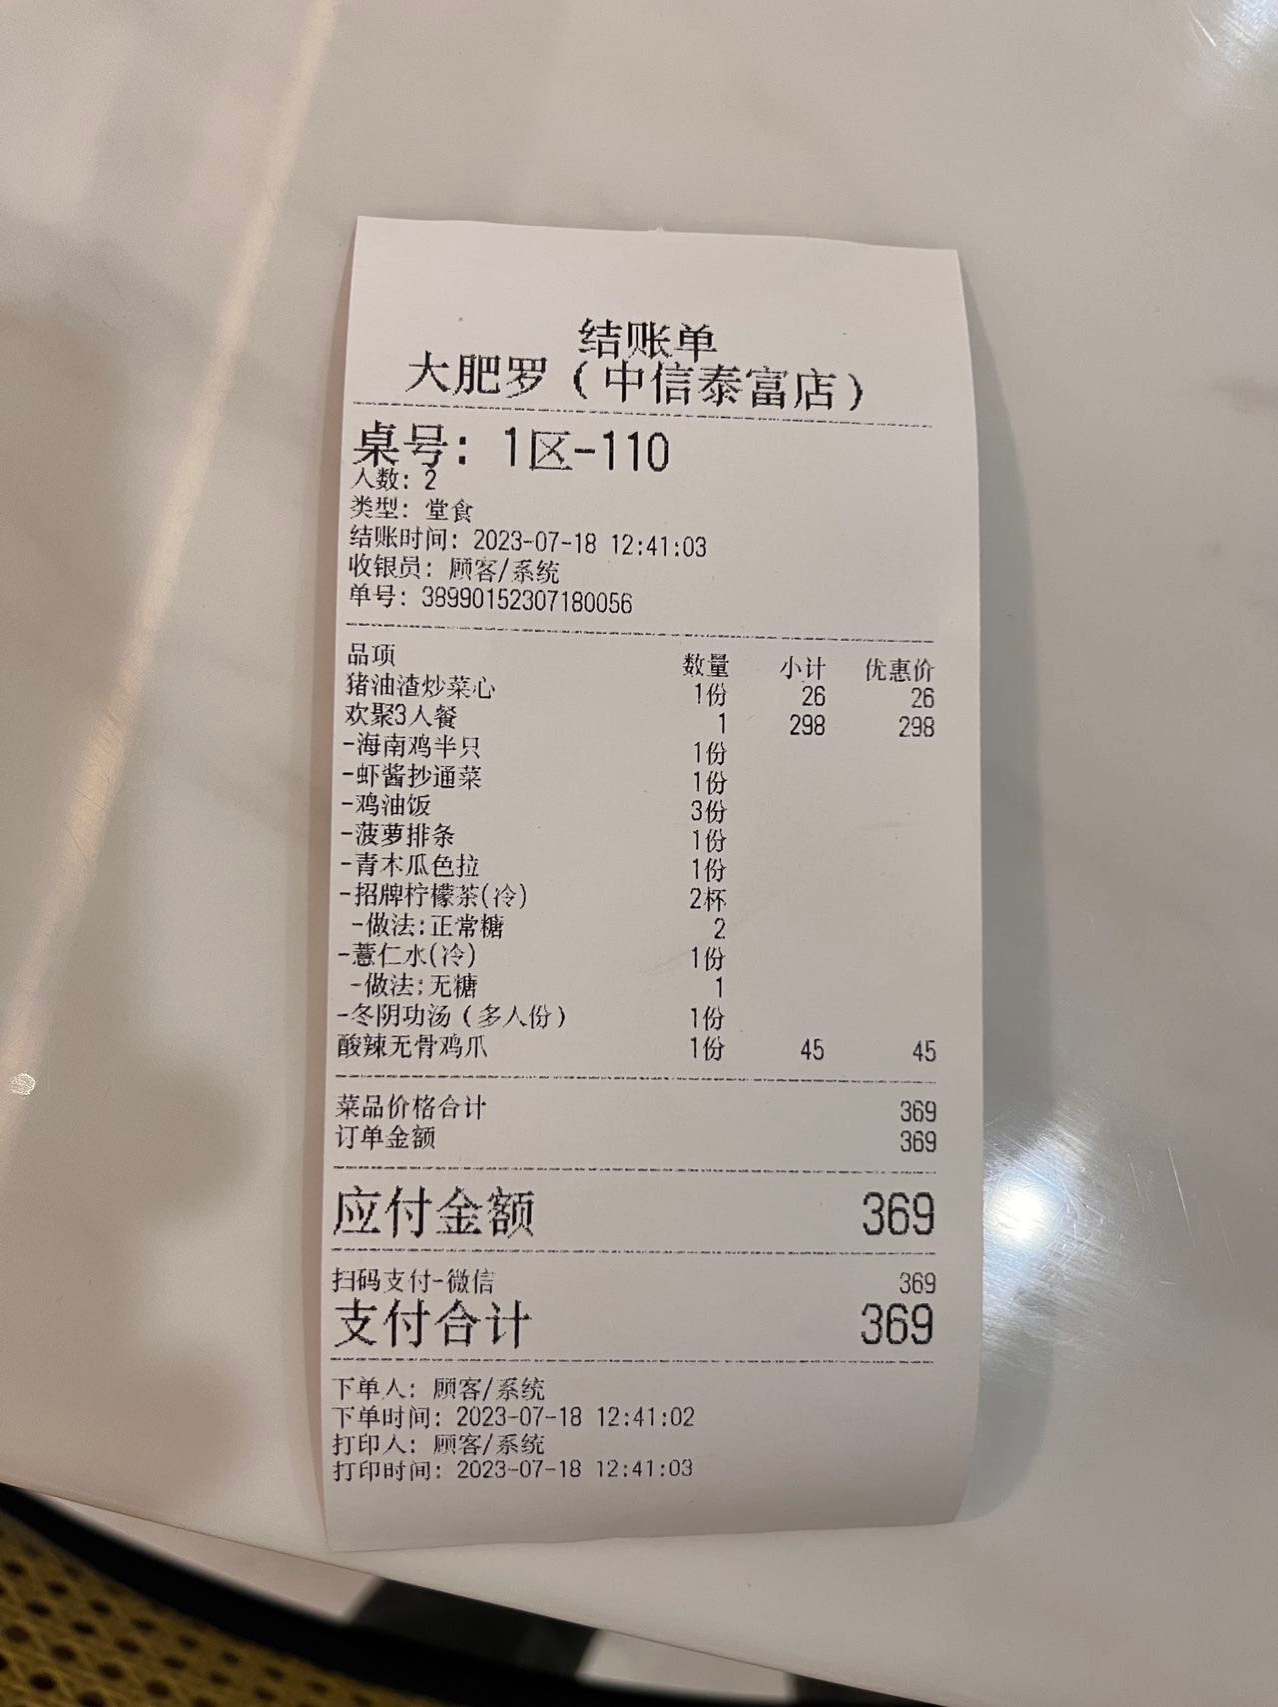 结账单
大肥罗（中信泰富店）
桌号：1区-110
人数：2
类型：堂食
结账时间：2023-07-18 12:41:03
收银员：顾客/系统
单号：38990152307180056
品项 数量 小计 优惠价
猪油渣炒菜心 1份 26 26
欢聚3人餐 1 298 298
-海南鸡半只 1份
-虾酱抄通菜 1份
-鸡油饭 3份
-菠萝排条 1份
-青木瓜色拉 1份
-招牌柠檬茶(冷) 2杯
-做法:正常糖 2
-薏仁水(冷) 1份
-做法:无糖 1
-冬阴功汤（多人份） 1份
酸辣无骨鸡爪 1份 45 45
菜品价格合计 369
订单金额 369
应付金额 369
扫码支付-微信 369
支付合计 369
下单人：顾客/系统
下单时间：2023-07-18 12:41:02
打印人：顾客/系统
打印时间：2023-07-18 12:41:03